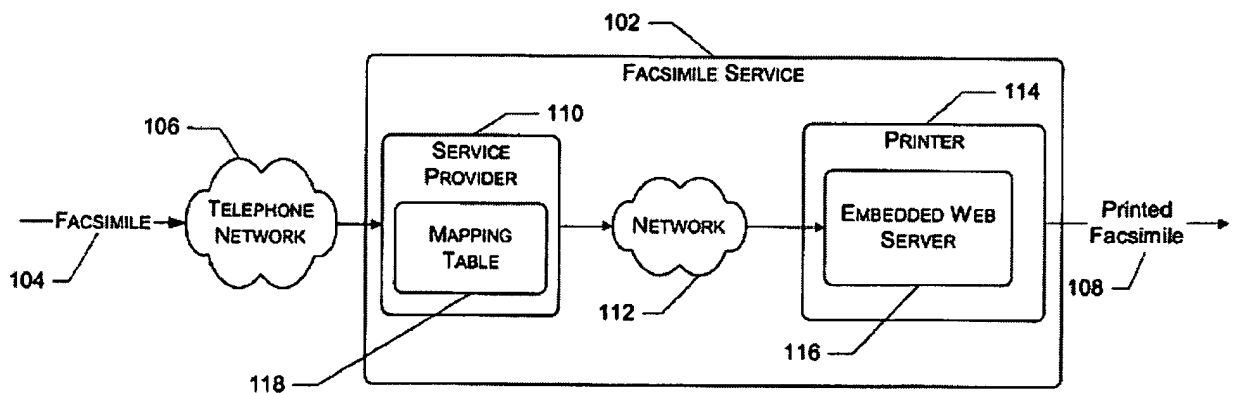 102
FACSIMILE SERVICE
106
110
114
SERVICE
PROVIDER
PRINTER
FACSIMILE
TELEPHONE
NETWORK
MAPPING
TABLE
NETWORK
EMBEDDED WEB
SERVER
Printed
Facsimile
104
112
108
118
116